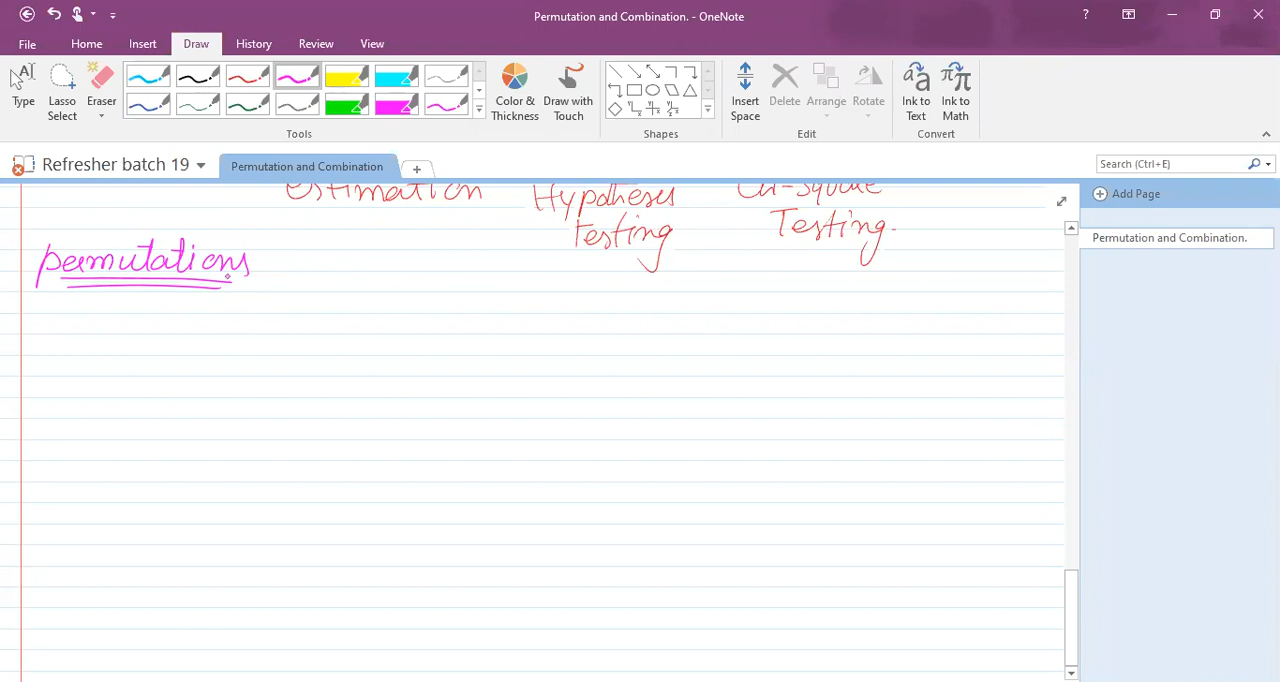 Permutation and Combination. - OneNote
?
File Home Insert Draw History Review View
Type Lasso Select Eraser Color & Thickness Draw with Touch Insert Space Delete Arrange Rotate Ink to Text Ink to Math
Tools Shapes Edit Convert
Refresher batch 19 Permutation and Combination Search (Ctrl+E)
Add Page
Permutation and Combination.
estimation Hypotheses Testing
testing Testing.
permutations